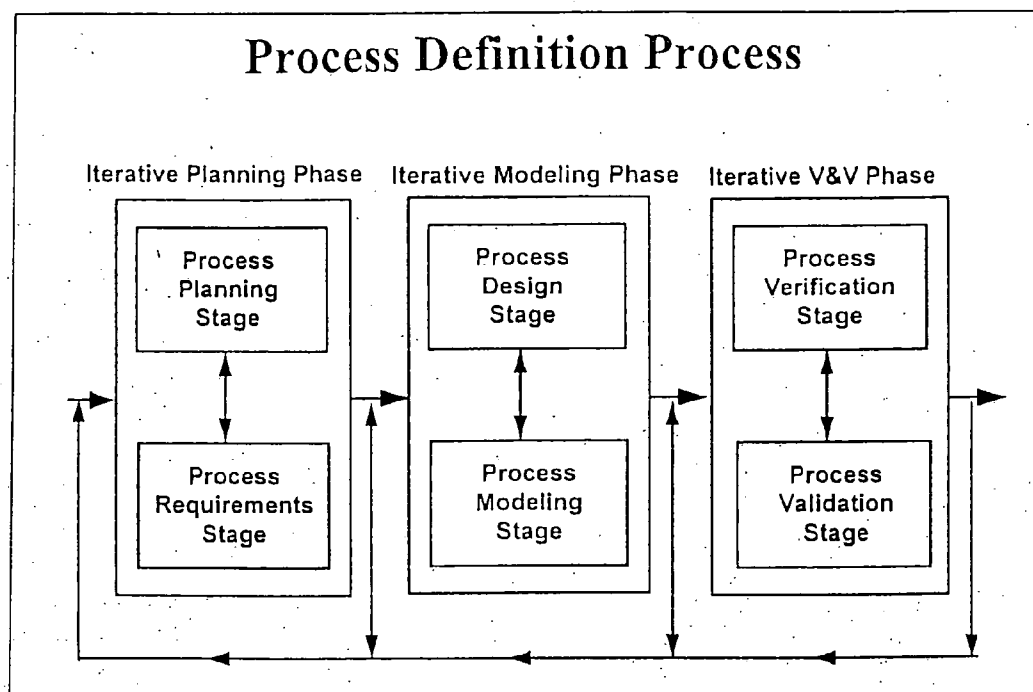 Process Definition Process
Iterative Planning Phase
Iterative Modeling Phase
Iterative V&V Phase
Process
Planning
Stage
Process
Requirements
Stage
Process
Design
Stage
Process
Modeling
Stage
Process
Verification
Stage
Process
Validation
Stage